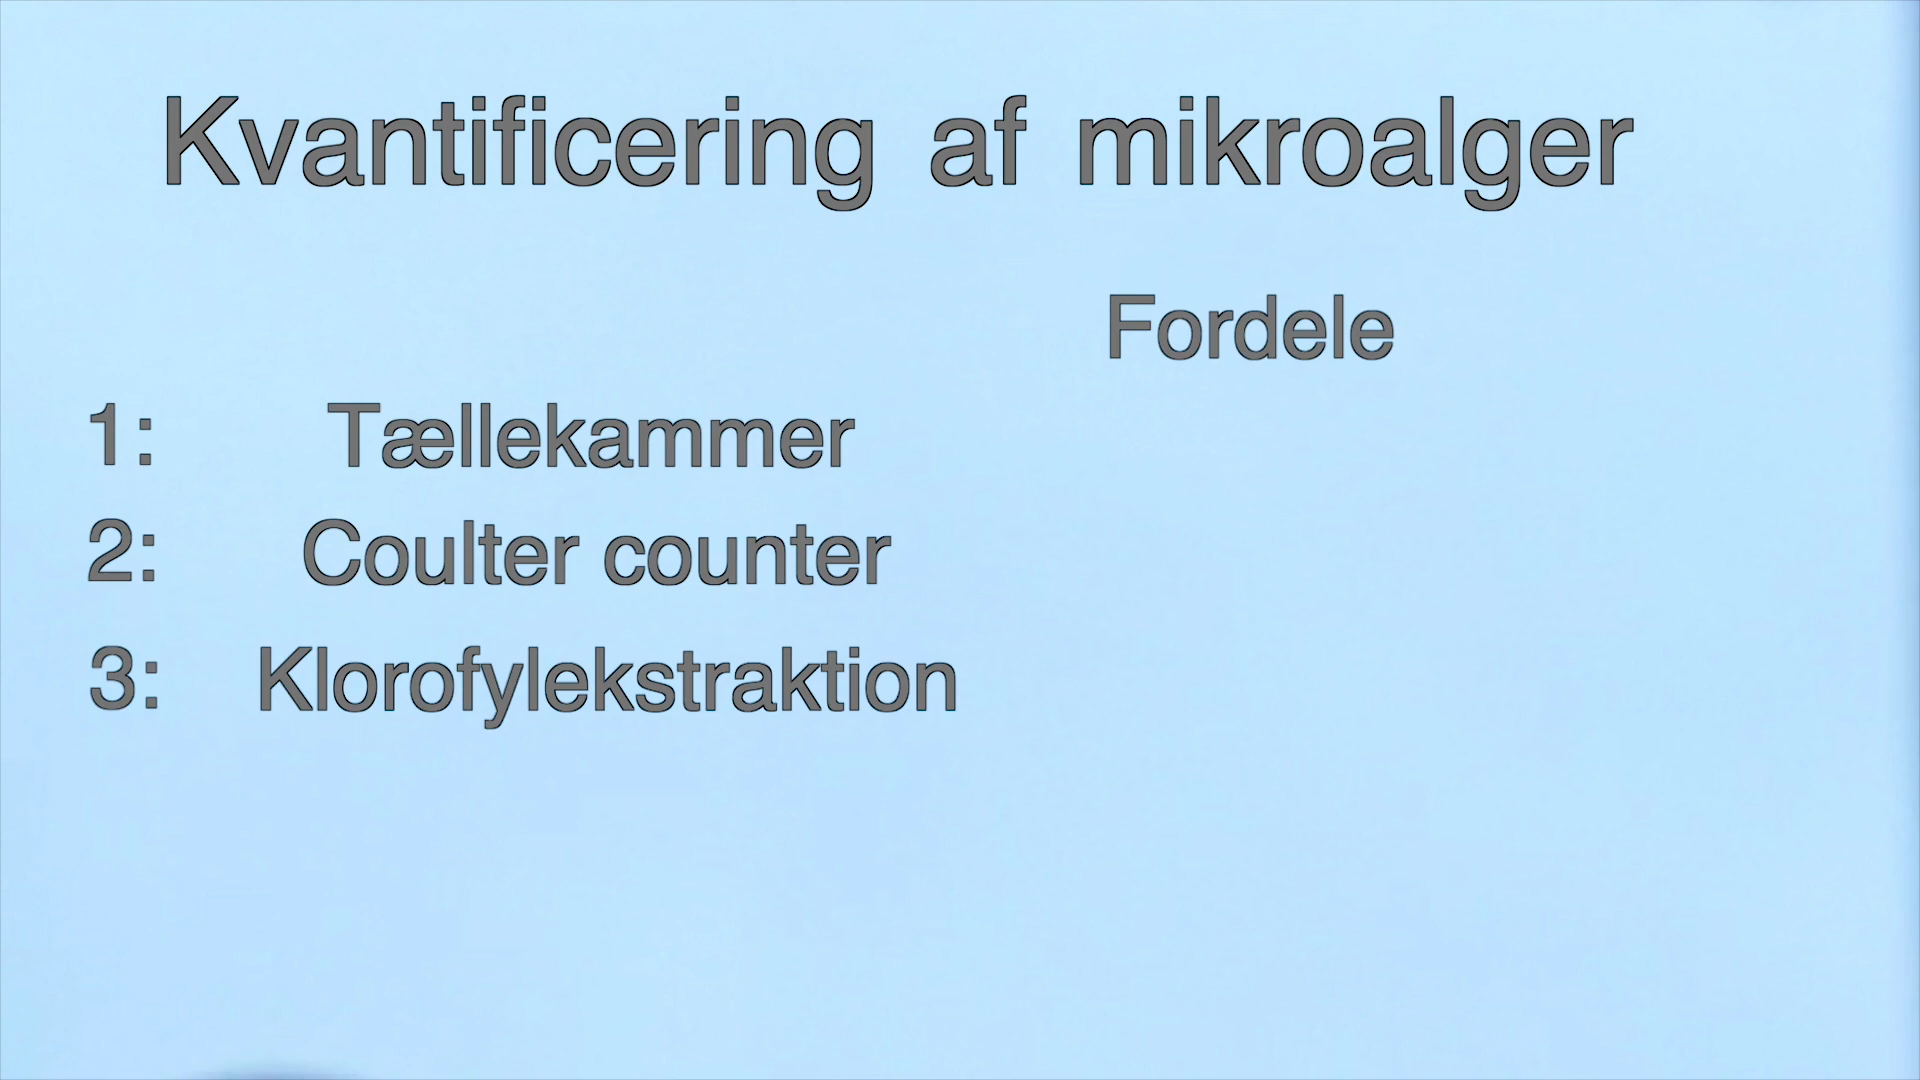 Kvantificering af mikroalger
Fordele
1: Tællekammer
2: Coulter counter
3: Klorofylekstraktion